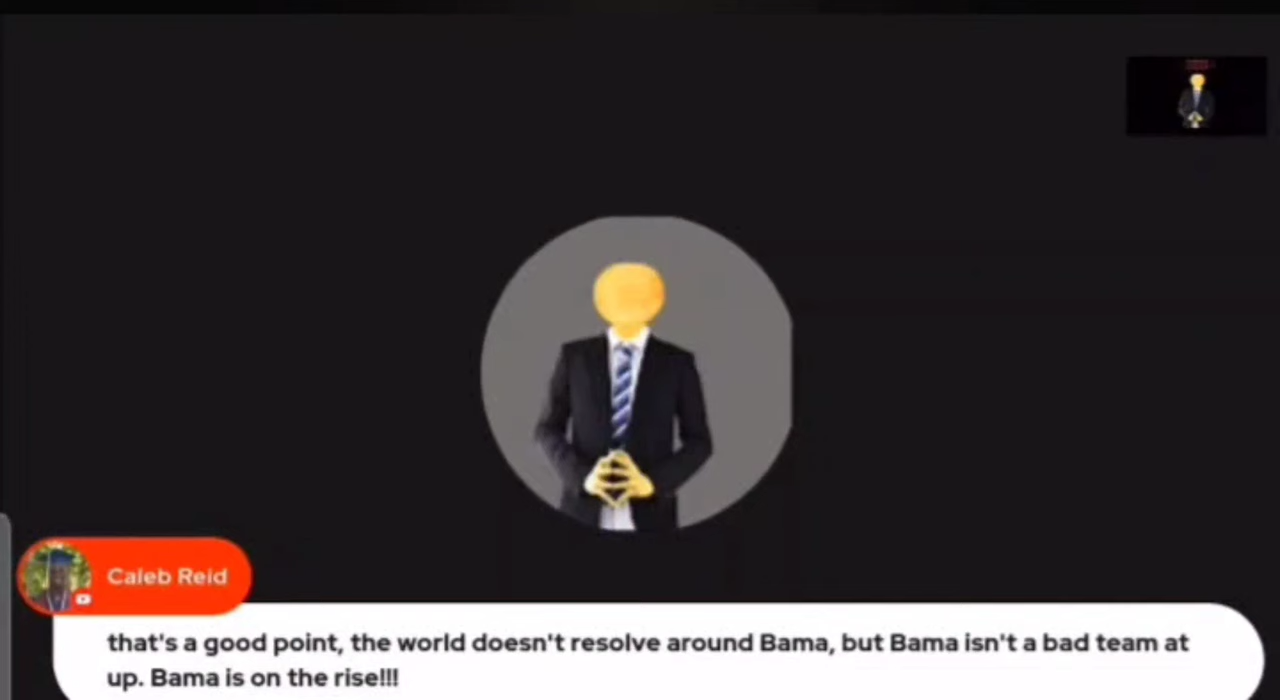 Caleb Reid
that's a good point, the world doesn't resolve around Bama, but Bama isn't a bad team at
up. Bama is on the rise!!!